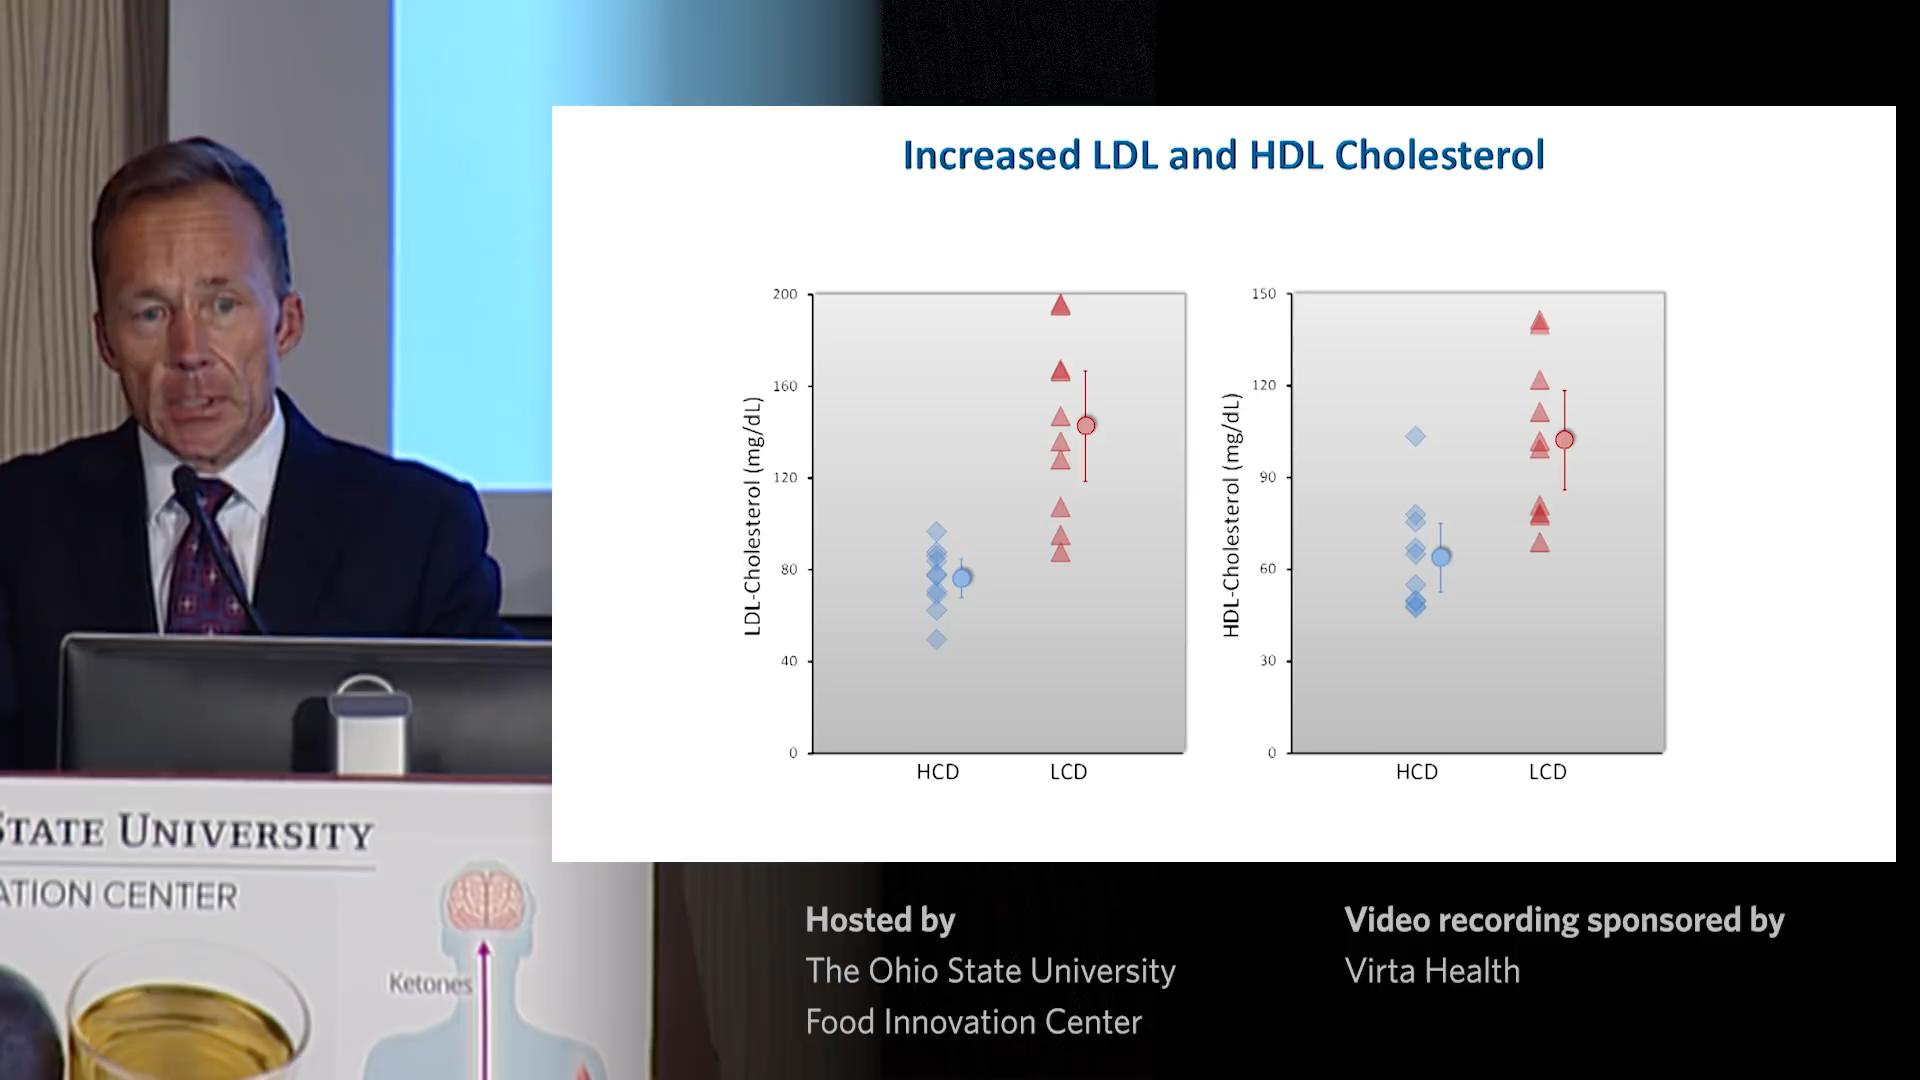 Increased LDL and HDL Cholesterol
LDL-Cholesterol (mg/dL)
200
160
120
80
40
0
HCD
LCD
HDL-Cholesterol (mg/dL)
150
120
90
60
30
0
HCD
LCD
STATE UNIVERSITY
ATION CENTER
Ketones
Hosted by
The Ohio State University
Food Innovation Center
Video recording sponsored by
Virta Health